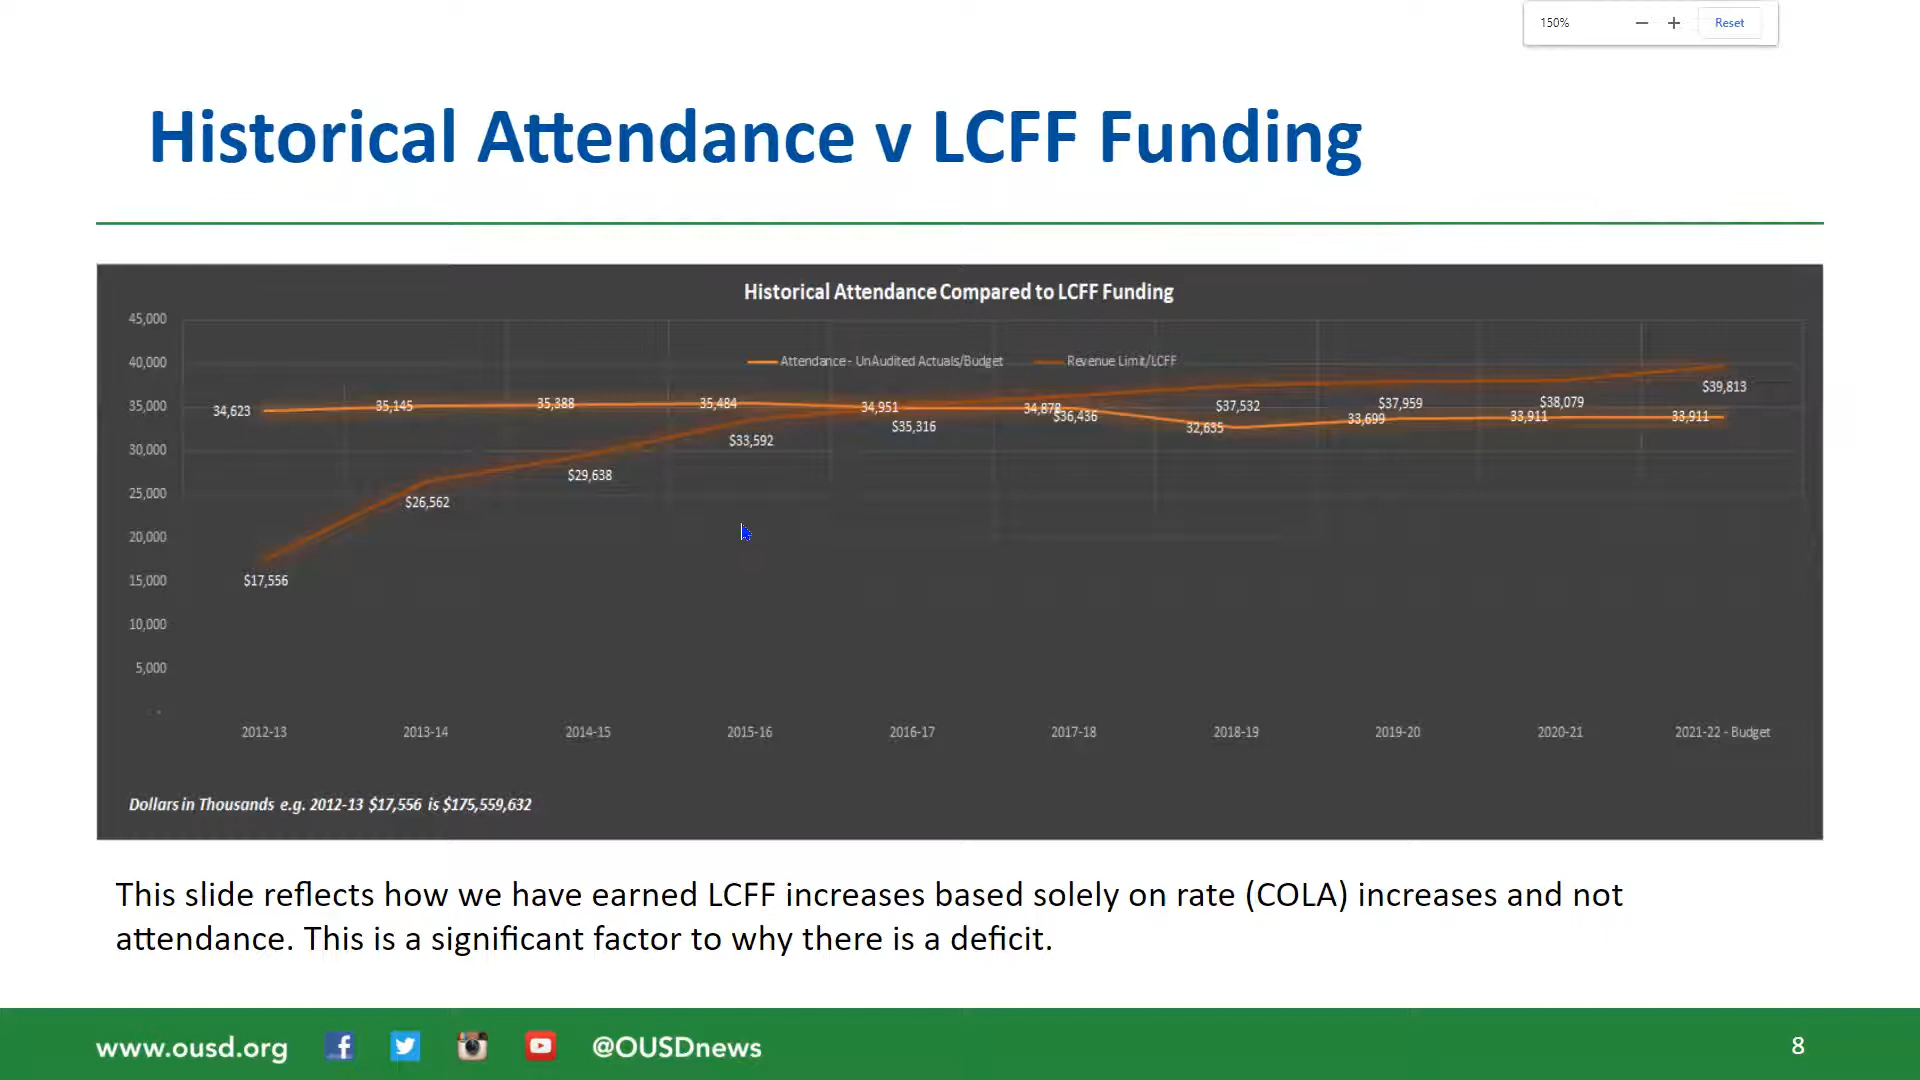 150%
Reset
Historical Attendance v LCFF Funding
Historical Attendance Compared to LCFF Funding
Attendance - UnAudited Actuals/Budget Revenue Limit/LCFF
45,000
40,000
35,000
30,000
25,000
20,000
15,000
10,000
5,000
-
34,623 35,145 35,388 35,484 34,951 34,878 32,635 33,699 33,911 33,911
$17,556 $26,562 $29,638 $33,592 $35,316 $36,436 $37,532 $37,959 $38,079 $39,813
2012-13 2013-14 2014-15 2015-16 2016-17 2017-18 2018-19 2019-20 2020-21 2021-22 - Budget
Dollars in Thousands e.g. 2012-13 $17,556 is $175,559,632
This slide reflects how we have earned LCFF increases based solely on rate (COLA) increases and not
attendance. This is a significant factor to why there is a deficit.
www.ousd.org @OUSDnews
8